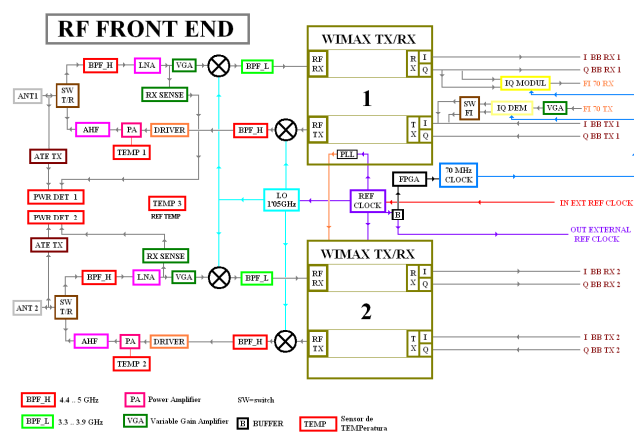 RF FRONT END
WIMAX TX/RX
RF
RX
R
X
I
Q
1
RF
TX
T
X
I
Q
BPF_H
LNA
VGA
BPF_L
ANT1
SW
T/R
RX SENSE
AHF
PA
DRIVER
BPF_H
ATE TX
TEMP 1
PWR DET 1
PWR DET 2
ATE TX
TEMP 3
REF TEMP
LO
1'05GHz
PLL
REF
CLOCK
B
FPGA
70 MHz
CLOCK
I BB RX 1
Q BB RX 1
IQ MODUL
FI 70 RX
SW
FI
IQ DEM
VGA
FI 70 TX
I BB TX 1
Q BB TX 1
IN EXT REF CLOCK
OUT EXTERNAL
REF CLOCK
WIMAX TX/RX
RF
RX
R
X
I
Q
2
RF
TX
T
X
I
Q
RX SENSE
BPF_H
LNA
VGA
BPF_L
ANT 2
SW
T/R
AHF
PA
DRIVER
BPF_H
TEMP 2
I BB RX 2
Q BB RX 2
I BB TX 2
Q BB TX 2
BPF_H 4.4 .. 5 GHz
PA Power Amplifier
SW=switch
BPF_L 3.3 .. 3.9 GHz
VGA Variable Gain Amplifier
B BUFFER
TEMP Sensor de
TEMPeratura